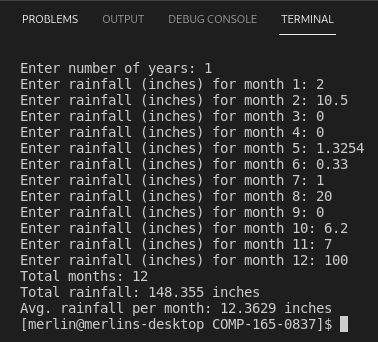 PROBLEMS OUTPUT DEBUG CONSOLE TERMINAL
Enter number of years: 1
Enter rainfall (inches) for month 1: 2
Enter rainfall (inches) for month 2: 10.5
Enter rainfall (inches) for month 3: 0
Enter rainfall (inches) for month 4: 0
Enter rainfall (inches) for month 5: 1.3254
Enter rainfall (inches) for month 6: 0.33
Enter rainfall (inches) for month 7: 1
Enter rainfall (inches) for month 8: 20
Enter rainfall (inches) for month 9: 0
Enter rainfall (inches) for month 10: 6.2
Enter rainfall (inches) for month 11: 7
Enter rainfall (inches) for month 12: 100
Total months: 12
Total rainfall: 148.355 inches
Avg. rainfall per month: 12.3629 inches
[merlin@merlins-desktop COMP-165-0837]$